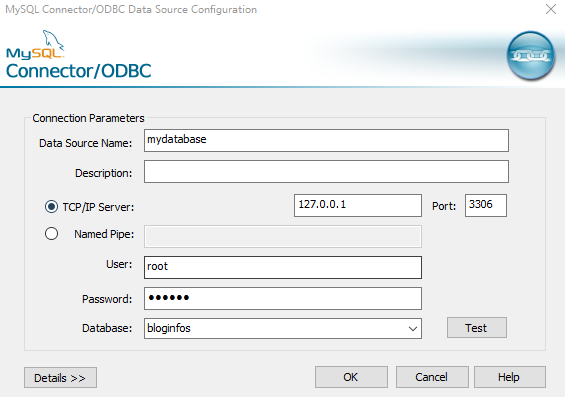 MySQL Connector/ODBC Data Source Configuration
MySQL
Connector/ODBC
Connection Parameters
Data Source Name: mydatabase
Description:
TCP/IP Server: 127.0.0.1 Port: 3306
Named Pipe:
User: root
Password: ●●●●●●
Database: bloginfos Test
Details >> OK Cancel Help